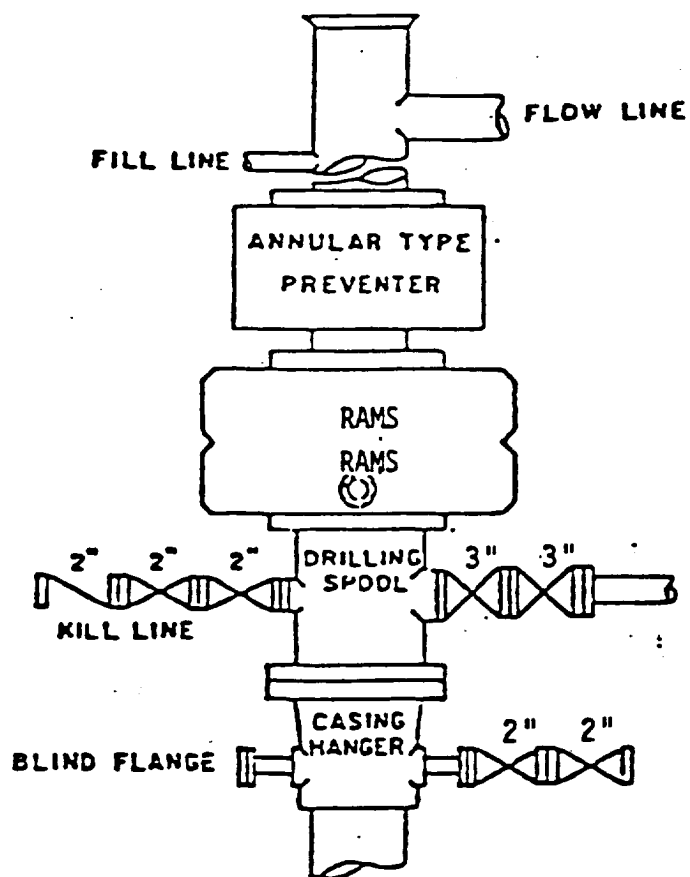 FLOW LINE
FILL LINE
ANNULAR TYPE
PREVENTER
RAMS
RAMS
2" 2" 2"
DRILLING
SPOOL
3" 3"
KILL LINE
CASING
HANGER
2" 2"
BLIND FLANGE